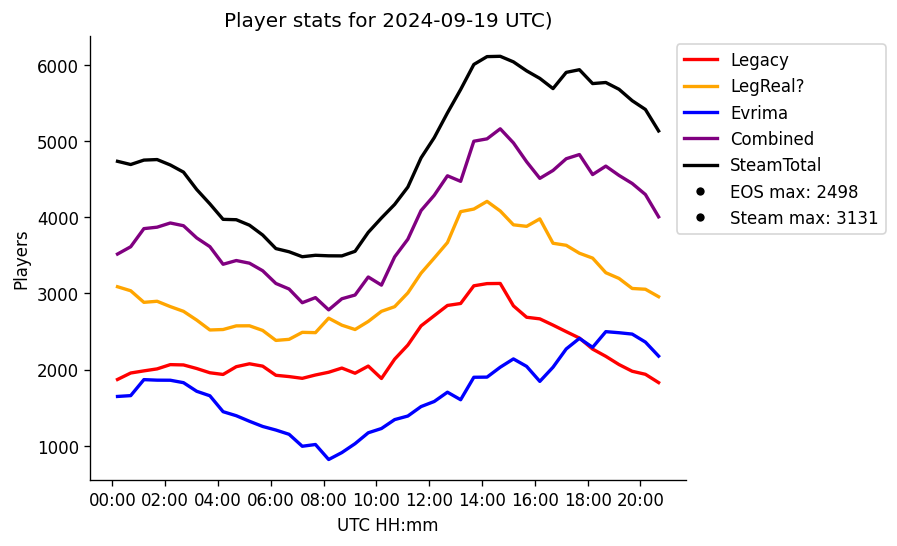 Player stats for 2024-09-19 UTC)
Legacy
LegReal?
Evrima
Combined
SteamTotal
EOS max: 2498
Steam max: 3131
6000
5000
4000
3000
2000
1000
Players
00:00 02:00 04:00 06:00 08:00 10:00 12:00 14:00 16:00 18:00 20:00
UTC HH:mm